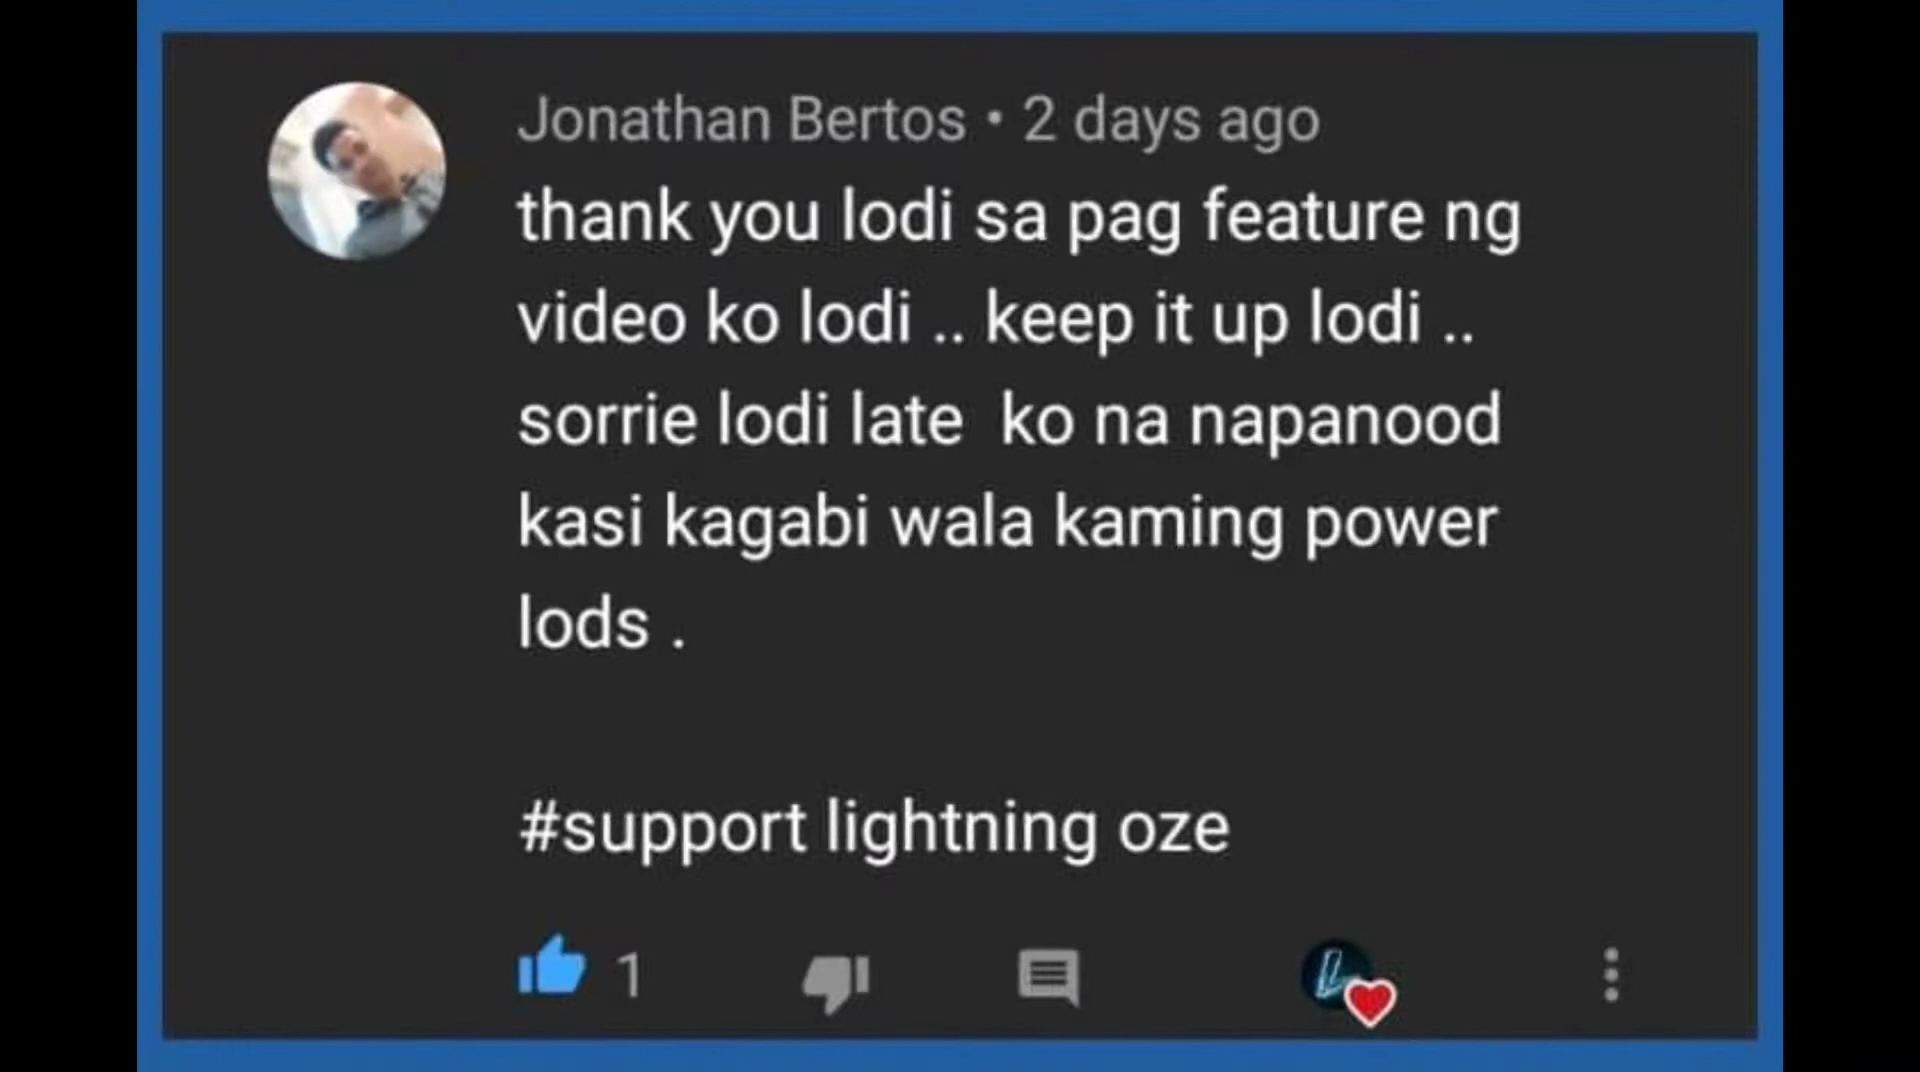 Jonathan Bertos • 2 days ago
thank you lodi sa pag feature ng
video ko lodi .. keep it up lodi ..
sorrie lodi late  ko na napanood
kasi kagabi wala kaming power
lods .
#support lightning oze
1
L